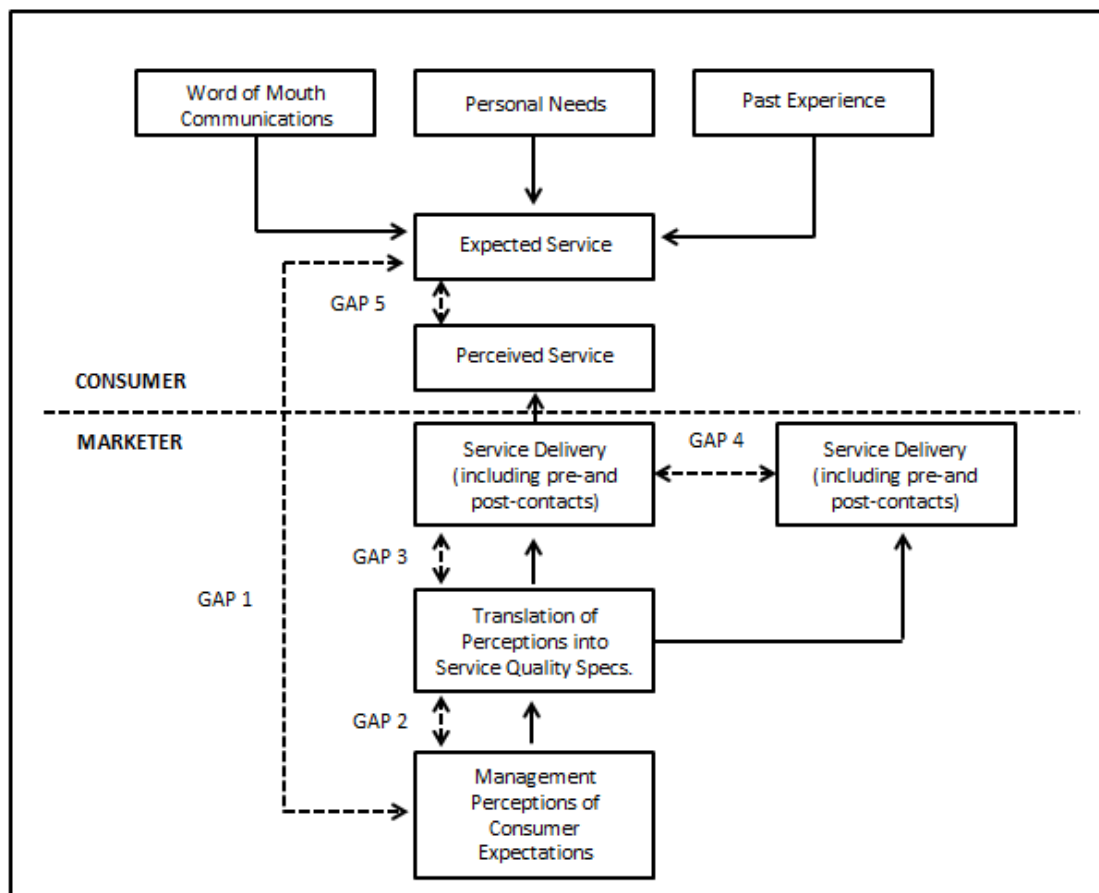 Word of Mouth
Communications
Personal Needs
Past Experience
Expected Service
GAP 5
Perceived Service
CONSUMER
MARKETER
Service Delivery
(including pre-and
post-contacts)
GAP 4
Service Delivery
(including pre-and
post-contacts)
GAP 3
GAP 1
Translation of
Perceptions into
Service Quality Specs.
GAP 2
Management
Perceptions of
Consumer
Expectations